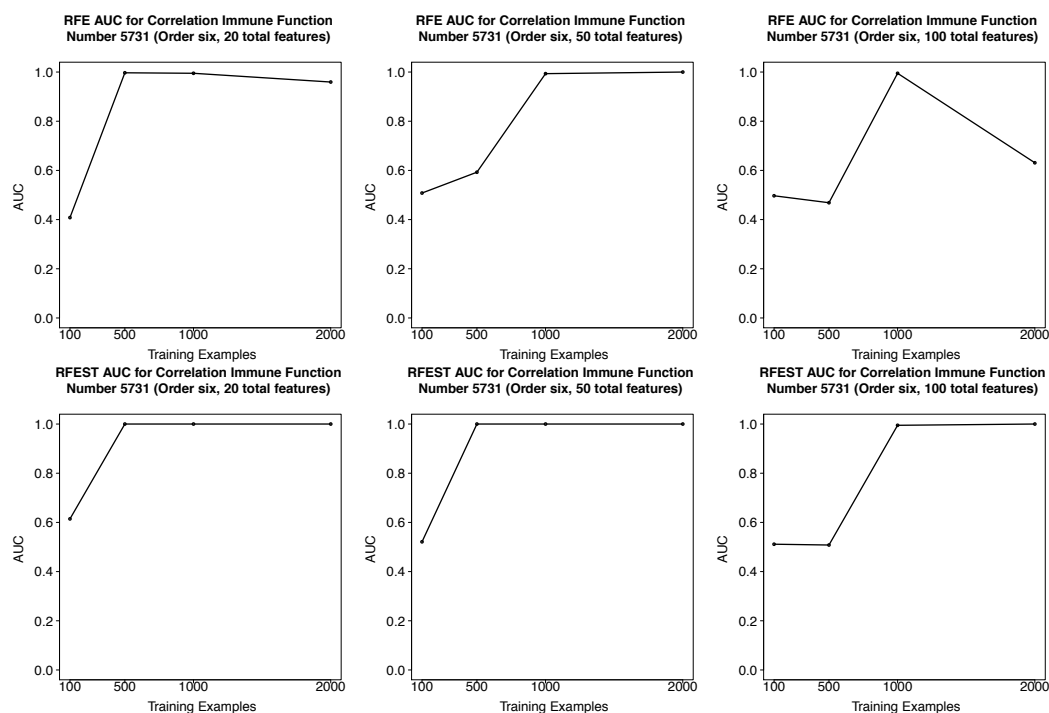 RFE AUC for Correlation Immune Function
Number 5731 (Order six, 20 total features)
1.0
0.8
0.6
0.4
0.2
0.0
AUC
100 500 1000 2000
Training Examples
RFE AUC for Correlation Immune Function
Number 5731 (Order six, 50 total features)
1.0
0.8
0.6
0.4
0.2
0.0
AUC
100 500 1000 2000
Training Examples
RFE AUC for Correlation Immune Function
Number 5731 (Order six, 100 total features)
1.0
0.8
0.6
0.4
0.2
0.0
AUC
100 500 1000 2000
Training Examples
RFEST AUC for Correlation Immune Function
Number 5731 (Order six, 20 total features)
1.0
0.8
0.6
0.4
0.2
0.0
AUC
100 500 1000 2000
Training Examples
RFEST AUC for Correlation Immune Function
Number 5731 (Order six, 50 total features)
1.0
0.8
0.6
0.4
0.2
0.0
AUC
100 500 1000 2000
Training Examples
RFEST AUC for Correlation Immune Function
Number 5731 (Order six, 100 total features)
1.0
0.8
0.6
0.4
0.2
0.0
AUC
100 500 1000 2000
Training Examples